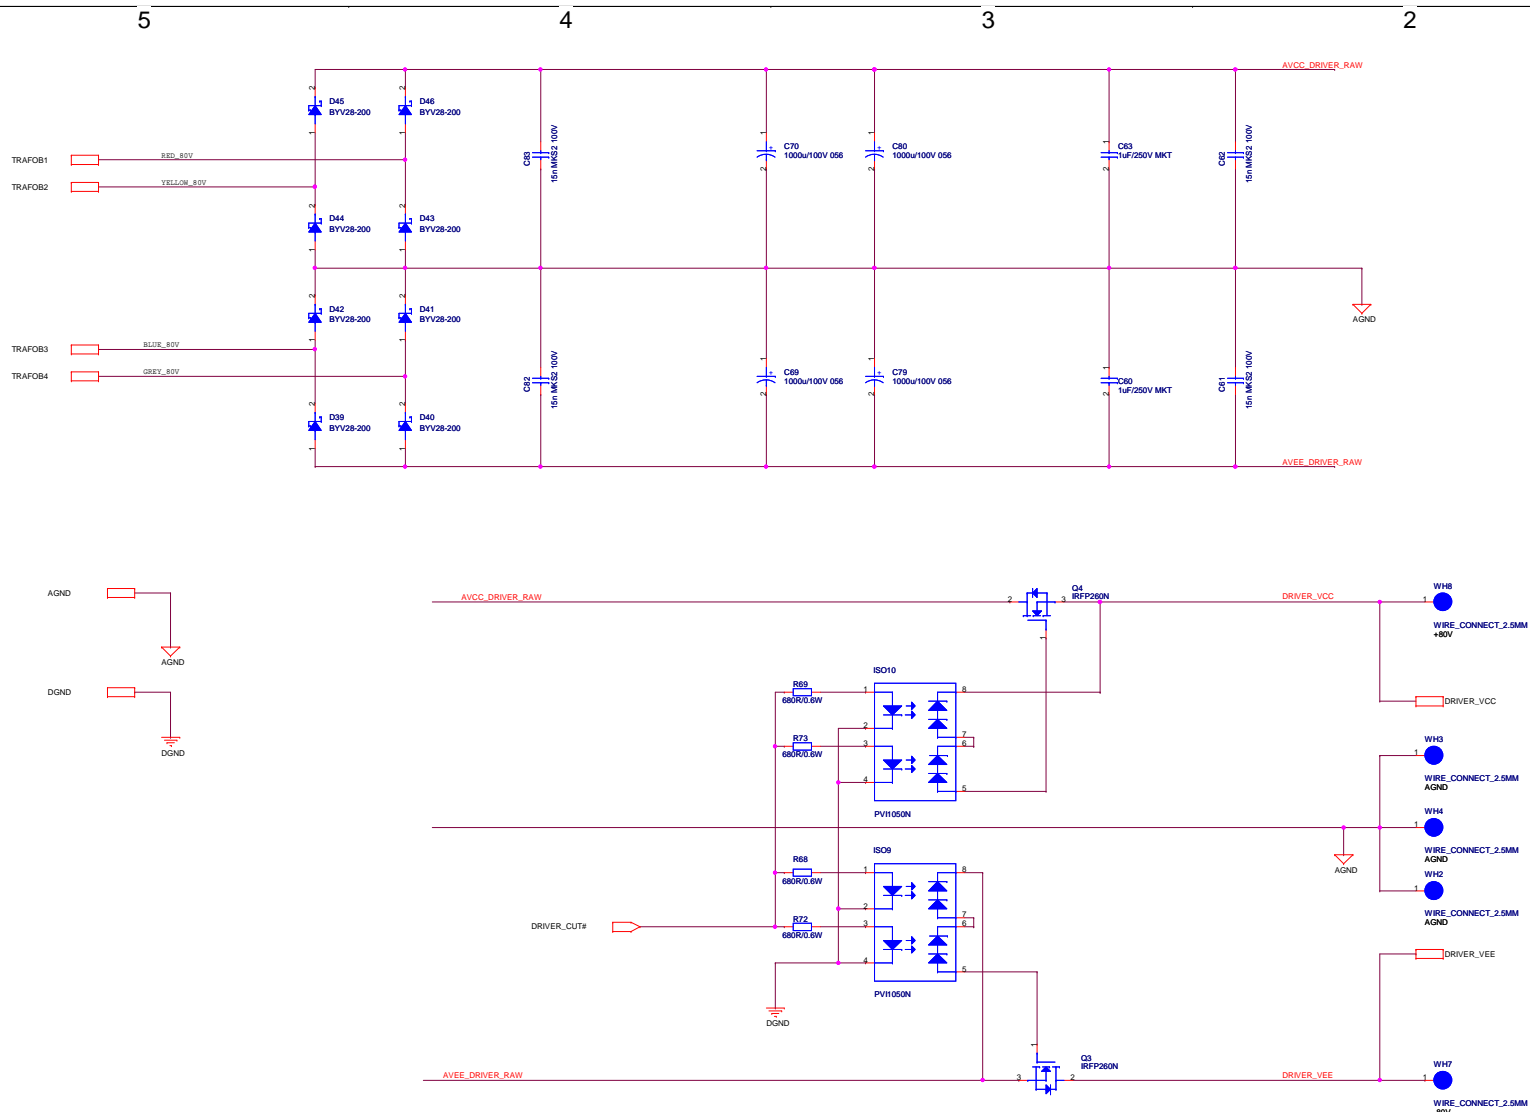 5 4 3 2
AVCC_DRIVER_RAW
D45
BYV28-200
D46
BYV28-200
C83
15n MKS2 100V
C70
1000u/100V 056
C80
1000u/100V 056
C63
1uF/250V MKT
C62
15n MKS2 100V
TRAFOB1
RED_80V
TRAFOB2
YELLOW_80V
D44
BYV28-200
D43
BYV28-200
D42
BYV28-200
D41
BYV28-200
AGND
TRAFOB3
BLUE_80V
TRAFOB4
GREY_80V
C82
15n MKS2 100V
C69
1000u/100V 056
C79
1000u/100V 056
C60
1uF/250V MKT
C61
15n MKS2 100V
D39
BYV28-200
D40
BYV28-200
AVEE_DRIVER_RAW
AGND
AGND
DGND
DGND
AVCC_DRIVER_RAW
Q4
IRFP260N
DRIVER_VCC
WH8
WIRE_CONNECT_2.5MM
+80V
ISO10
R69
680R/0.6W
R73
680R/0.6W
PVI1050N
DRIVER_VCC
WH3
WIRE_CONNECT_2.5MM
AGND
WH4
WIRE_CONNECT_2.5MM
AGND
AGND
WH2
WIRE_CONNECT_2.5MM
AGND
ISO9
R68
680R/0.6W
R72
680R/0.6W
DRIVER_CUT#
PVI1050N
DGND
DRIVER_VEE
AVEE_DRIVER_RAW
Q3
IRFP260N
DRIVER_VEE
WH7
WIRE_CONNECT_2.5MM
-80V